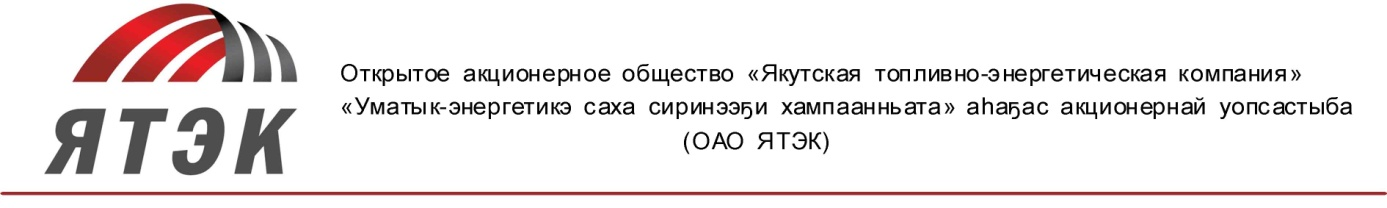 ЯТЭК
Открытое акционерное общество «Якутская топливно-энергетическая компания»
«Уматык-энергетикэ саха сиринээҕи хампаанньата» аһаҕас акционернай уопсастыба
(ОАО ЯТЭК)